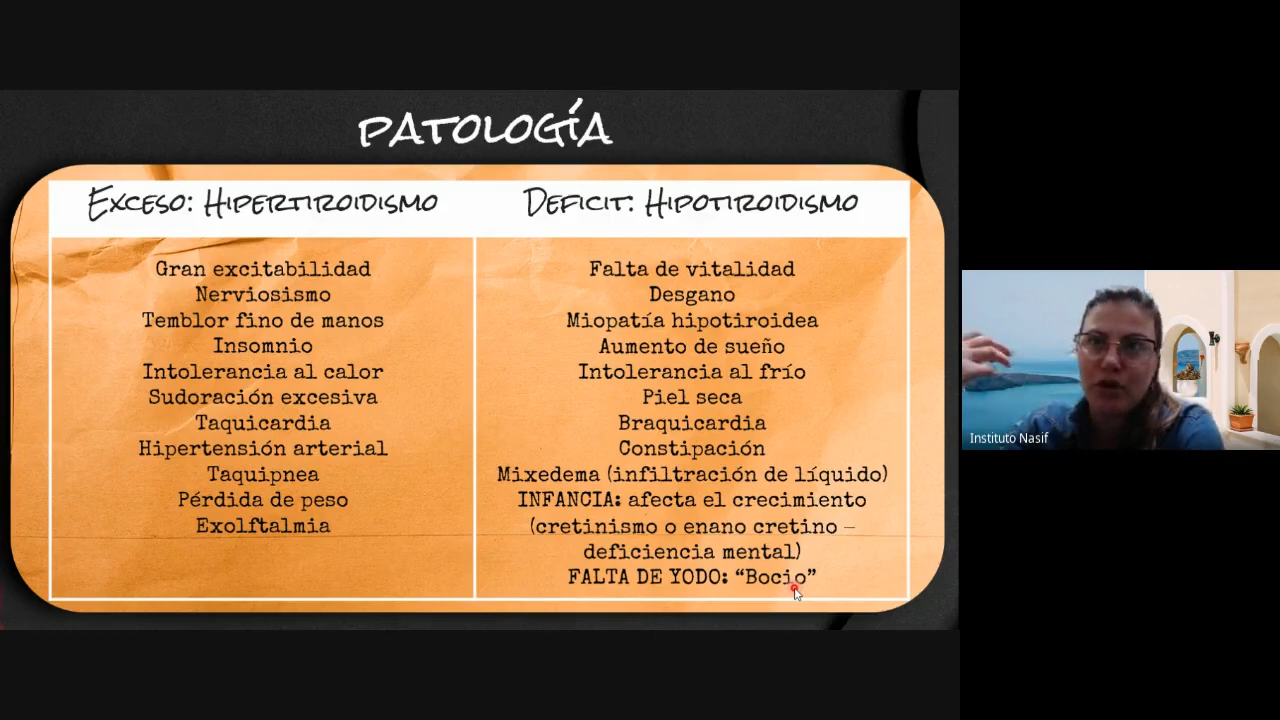 PATOLOGÍA
EXCESO: HIPERTIROIDISMO
DEFICIT: HIPOTIROIDISMO
Gran excitabilidad
Nerviosismo
Temblor fino de manos
Insomnio
Intolerancia al calor
Sudoración excesiva
Taquicardia
Hipertensión arterial
Taquipnea
Pérdida de peso
Exolftalmia
Falta de vitalidad
Desgano
Miopatía hipotiroidea
Aumento de sueño
Intolerancia al frío
Piel seca
Braquicardia
Constipación
Mixedema (infiltración de líquido)
INFANCIA: afecta el crecimiento
(cretinismo o enano cretino –
deficiencia mental)
FALTA DE YODO: “Bocio”
Instituto Nasif